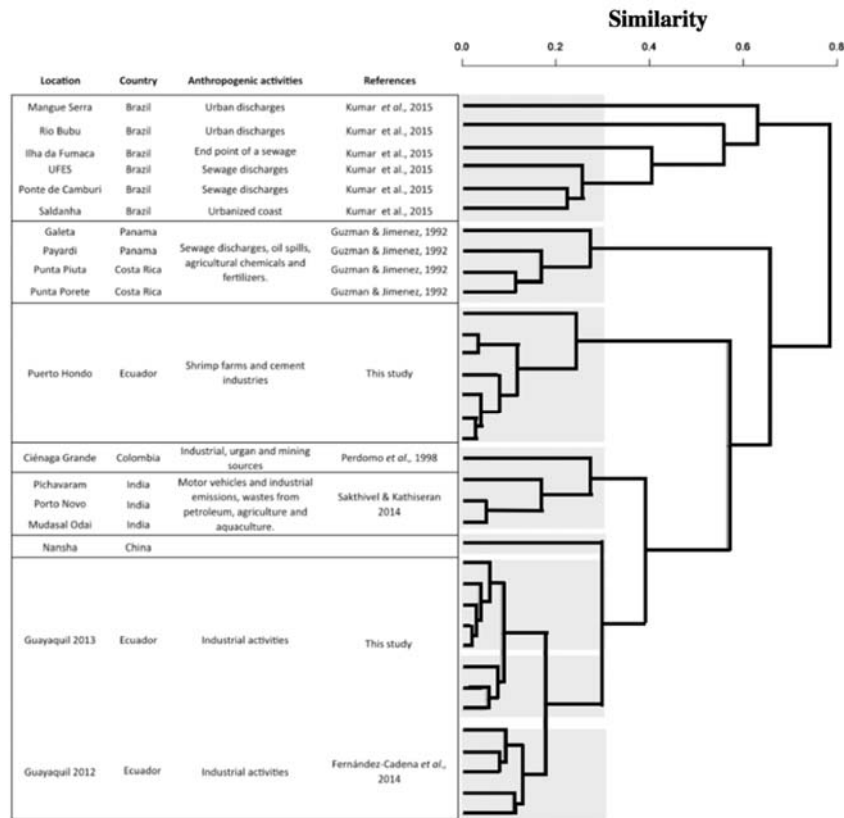 Similarity
0.0 0.2 0.4 0.6 0.8
Location Country Anthropogenic activities References
Mangue Serra Brazil Urban discharges Kumar et al., 2015
Rio Bubu Brazil Urban discharges Kumar et al., 2015
Ilha da Fumaca Brazil End point of a sewage Kumar et al., 2015
UFES Brazil Sewage discharges Kumar et al., 2015
Ponte de Camburi Brazil Sewage discharges Kumar et al., 2015
Saldanha Brazil Urbanized coast Kumar et al., 2015
Galeta Panama Guzman & Jimenez, 1992
Payardi Panama Sewage discharges, oil spills, Guzman & Jimenez, 1992
agricultural chemicals and
Punta Piuta Costa Rica fertilizers. Guzman & Jimenez, 1992
Punta Porete Costa Rica Guzman & Jimenez, 1992
Puerto Hondo Ecuador Shrimp farms and cement This study
industries
Ciénaga Grande Colombia Industrial, urgan and mining Perdomo et al., 1998
sources
Pichavaram India Motor vehicles and industrial
emissions, wastes from Sakthivel & Kathiseran
Porto Novo India petroleum, agriculture and 2014
Mudasal Odai India aquaculture.
Nansha China
Guayaquil 2013 Ecuador Industrial activities This study
Guayaquil 2012 Ecuador Industrial activities Fernández-Cadena et al.,
2014